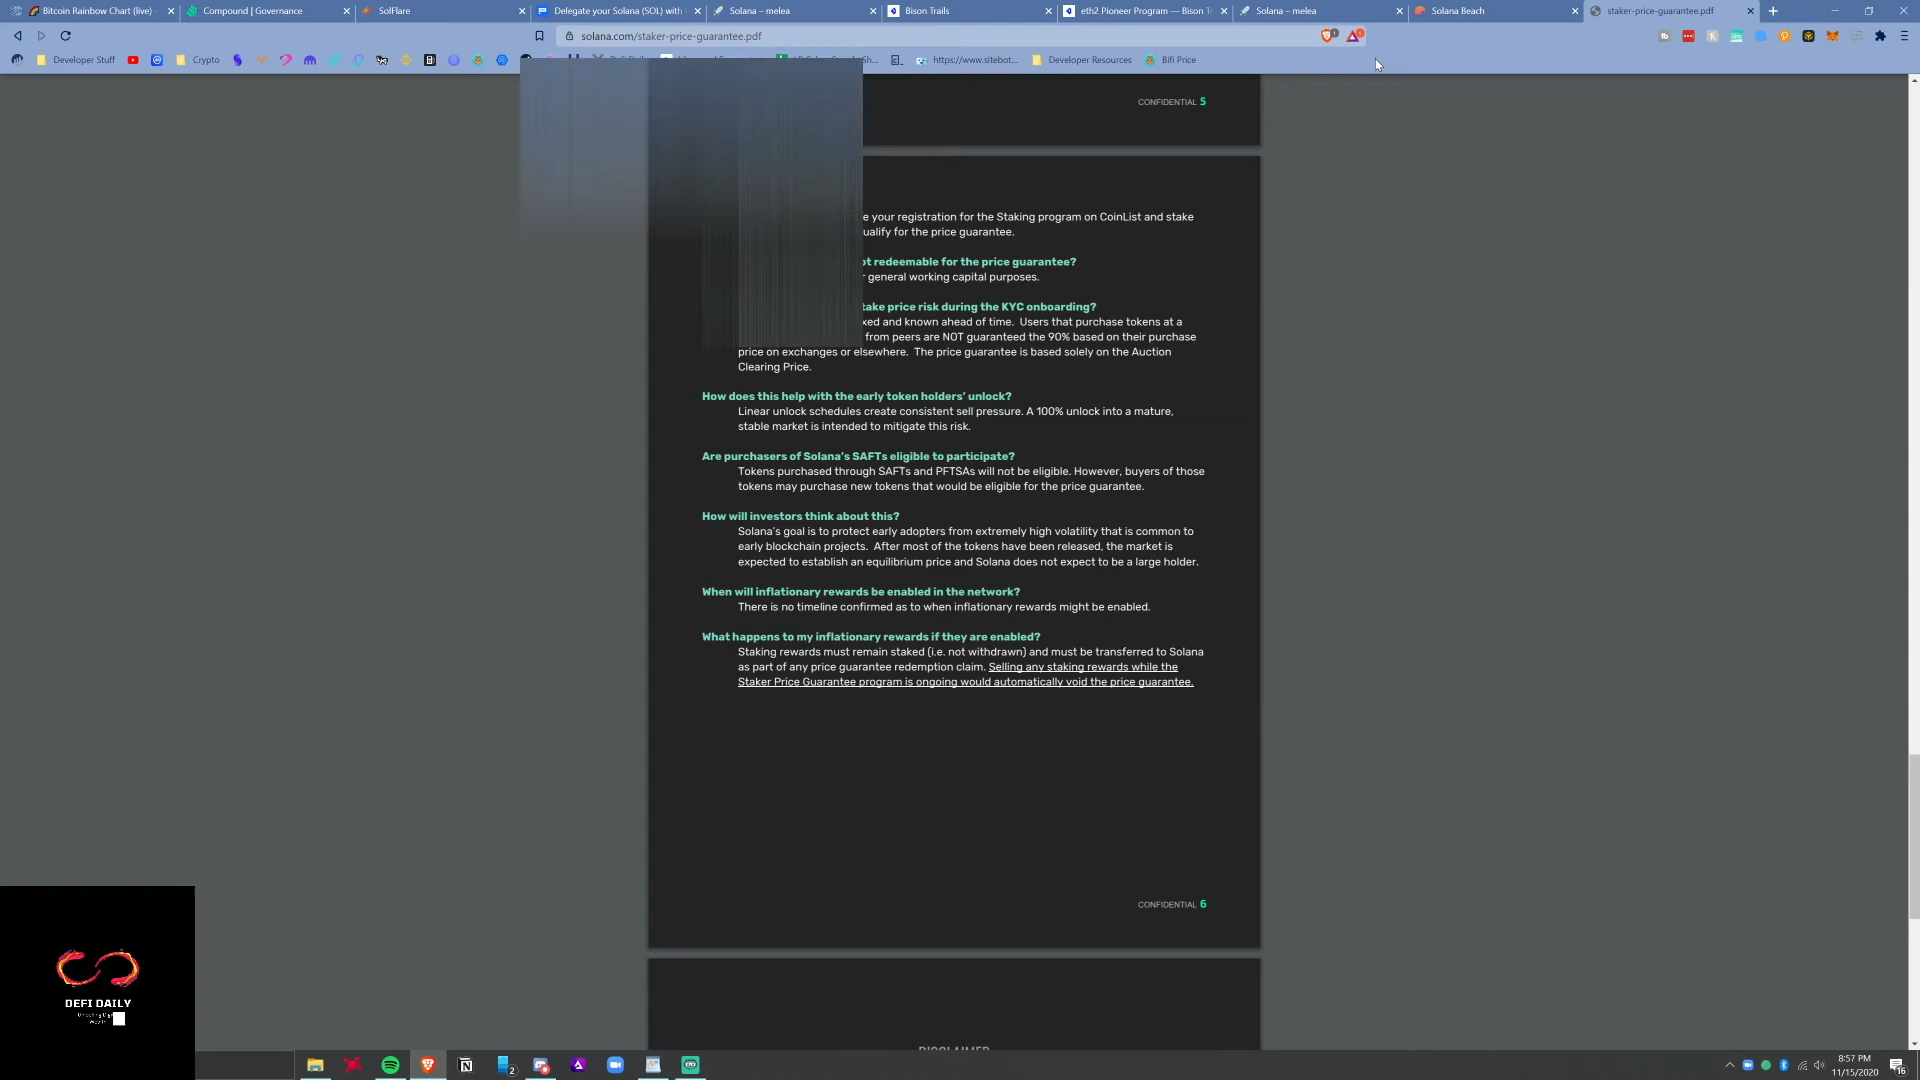 Bitcoin Rainbow Chart (live) -
Compound | Governance
SolFlare
Delegate your Solana (SOL) with
Solana – melea
Bison Trails
eth2 Pioneer Program — Bison T
Solana – melea
Solana Beach
staker-price-guarantee.pdf
solana.com/staker-price-guarantee.pdf
Developer Stuff
Crypto
https://www.sitebot...
Developer Resources
Bifi Price
CONFIDENTIAL 5
e your registration for the Staking program on CoinList and stake
ualify for the price guarantee.
ot redeemable for the price guarantee?
r general working capital purposes.
take price risk during the KYC onboarding?
xed and known ahead of time. Users that purchase tokens at a
from peers are NOT guaranteed the 90% based on their purchase
price on exchanges or elsewhere. The price guarantee is based solely on the Auction
Clearing Price.
How does this help with the early token holders’ unlock?
Linear unlock schedules create consistent sell pressure. A 100% unlock into a mature,
stable market is intended to mitigate this risk.
Are purchasers of Solana’s SAFTs eligible to participate?
Tokens purchased through SAFTs and PFTSAs will not be eligible. However, buyers of those
tokens may purchase new tokens that would be eligible for the price guarantee.
How will investors think about this?
Solana’s goal is to protect early adopters from extremely high volatility that is common to
early blockchain projects. After most of the tokens have been released, the market is
expected to establish an equilibrium price and Solana does not expect to be a large holder.
When will inflationary rewards be enabled in the network?
There is no timeline confirmed as to when inflationary rewards might be enabled.
What happens to my inflationary rewards if they are enabled?
Staking rewards must remain staked (i.e. not withdrawn) and must be transferred to Solana
as part of any price guarantee redemption claim. Selling any staking rewards while the
Staker Price Guarantee program is ongoing would automatically void the price guarantee.
CONFIDENTIAL 6
DISCLAIMER
DEFI DAILY
8:57 PM
11/15/2020